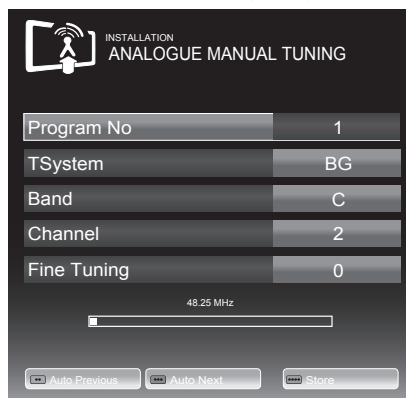 INSTALLATION
ANALOGUE MANUAL TUNING
Program No 1
TSystem BG
Band C
Channel 2
Fine Tuning 0
48.25 MHz
Auto Previous Auto Next Store